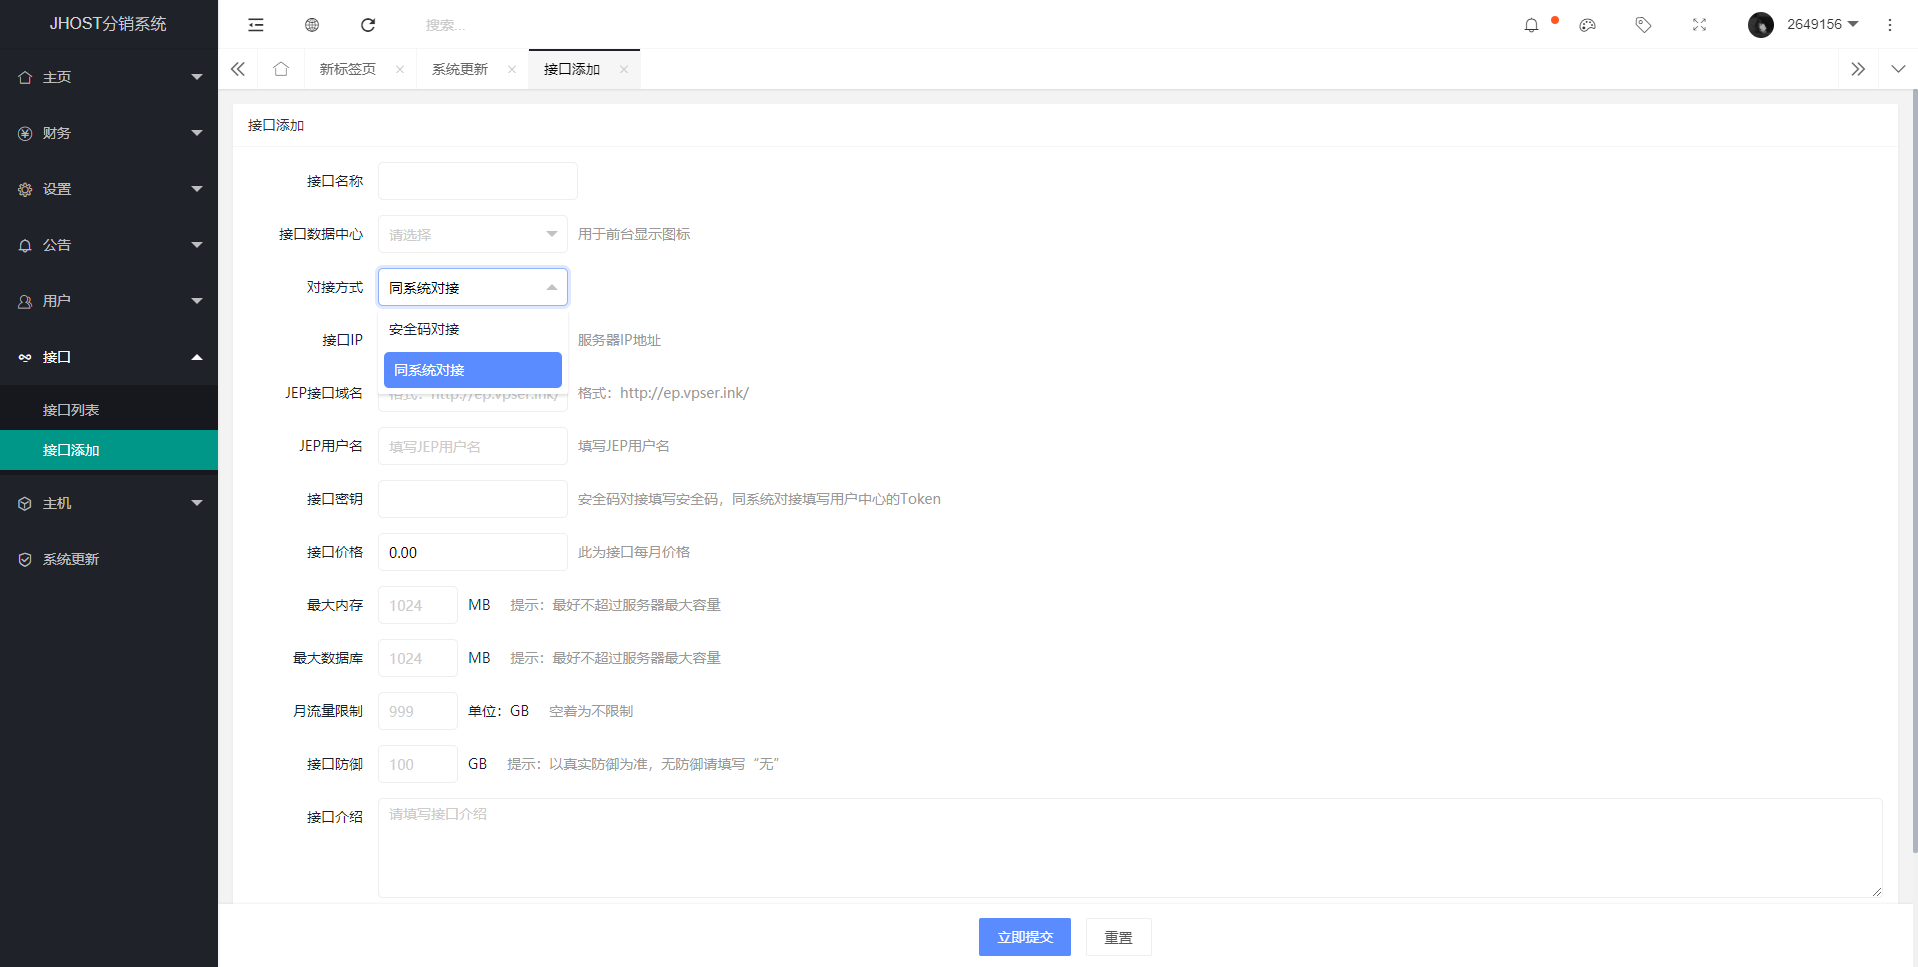 JHOST分销系统
主页
财务
设置
公告
用户
接口
接口列表
接口添加
主机
系统更新
搜索...
2649156
新标签页
系统更新
接口添加
接口添加
接口名称
接口数据中心 请选择 用于前台显示图标
对接方式 同系统对接
安全码对接
同系统对接
接口IP 服务器IP地址
JEP接口域名 格式：http://ep.vpser.ink/ 格式：http://ep.vpser.ink/
JEP用户名 填写JEP用户名 填写JEP用户名
接口密钥 安全码对接填写安全码，同系统对接填写用户中心的Token
接口价格 0.00 此为接口每月价格
最大内存 1024 MB 提示：最好不超过服务器最大容量
最大数据库 1024 MB 提示：最好不超过服务器最大容量
月流量限制 999 单位：GB 空着为不限制
接口防御 100 GB 提示：以真实防御为准，无防御请填写“无”
接口介绍 请填写接口介绍
立即提交 重置